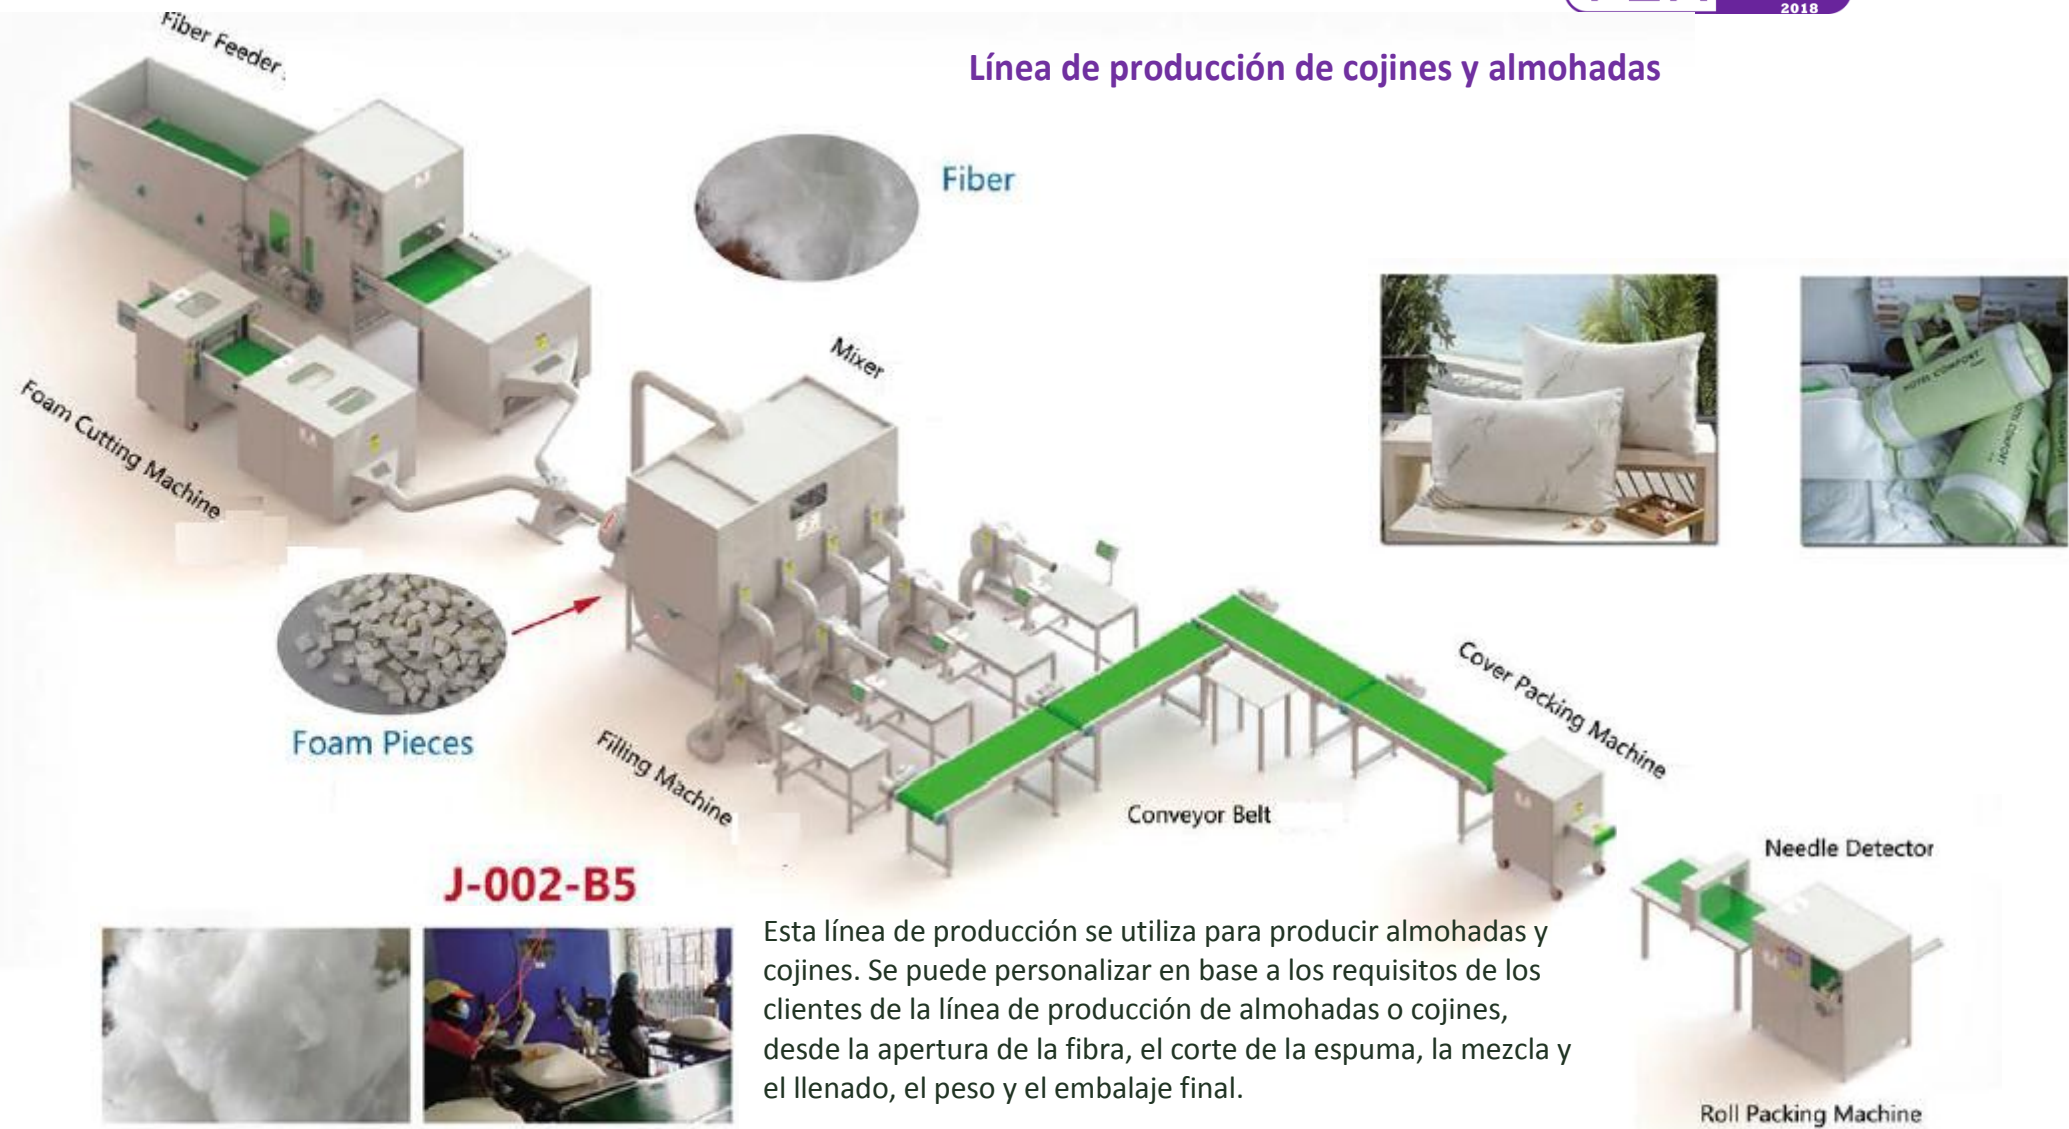 2018
Línea de producción de cojines y almohadas
Fiber Feeder
Fiber
Mixer
Foam Cutting Machine
HOTEL COMFORT
Foam Pieces
Filling Machine
Cover Packing Machine
Conveyor Belt
Needle Detector
J-002-B5
Esta línea de producción se utiliza para producir almohadas y
cojines. Se puede personalizar en base a los requisitos de los
clientes de la línea de producción de almohadas o cojines,
desde la apertura de la fibra, el corte de la espuma, la mezcla y
el llenado, el peso y el embalaje final.
Roll Packing Machine